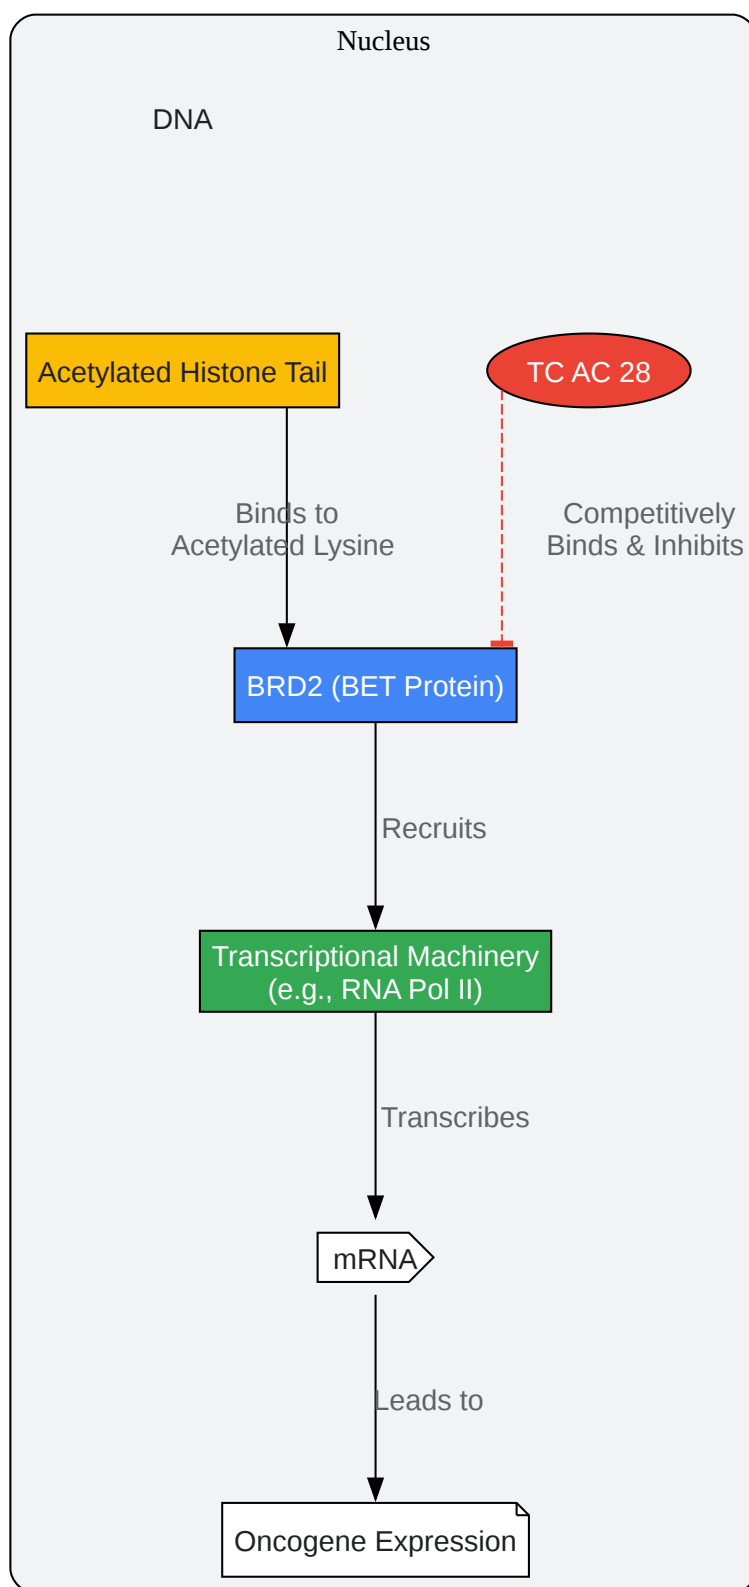 Nucleus
DNA
Acetylated Histone Tail
TC AC 28
Binds to
Acetylated Lysine
Competitively
Binds & Inhibits
BRD2 (BET Protein)
Recruits
Transcriptional Machinery
(e.g., RNA Pol II)
Transcribes
mRNA
Leads to
Oncogene Expression